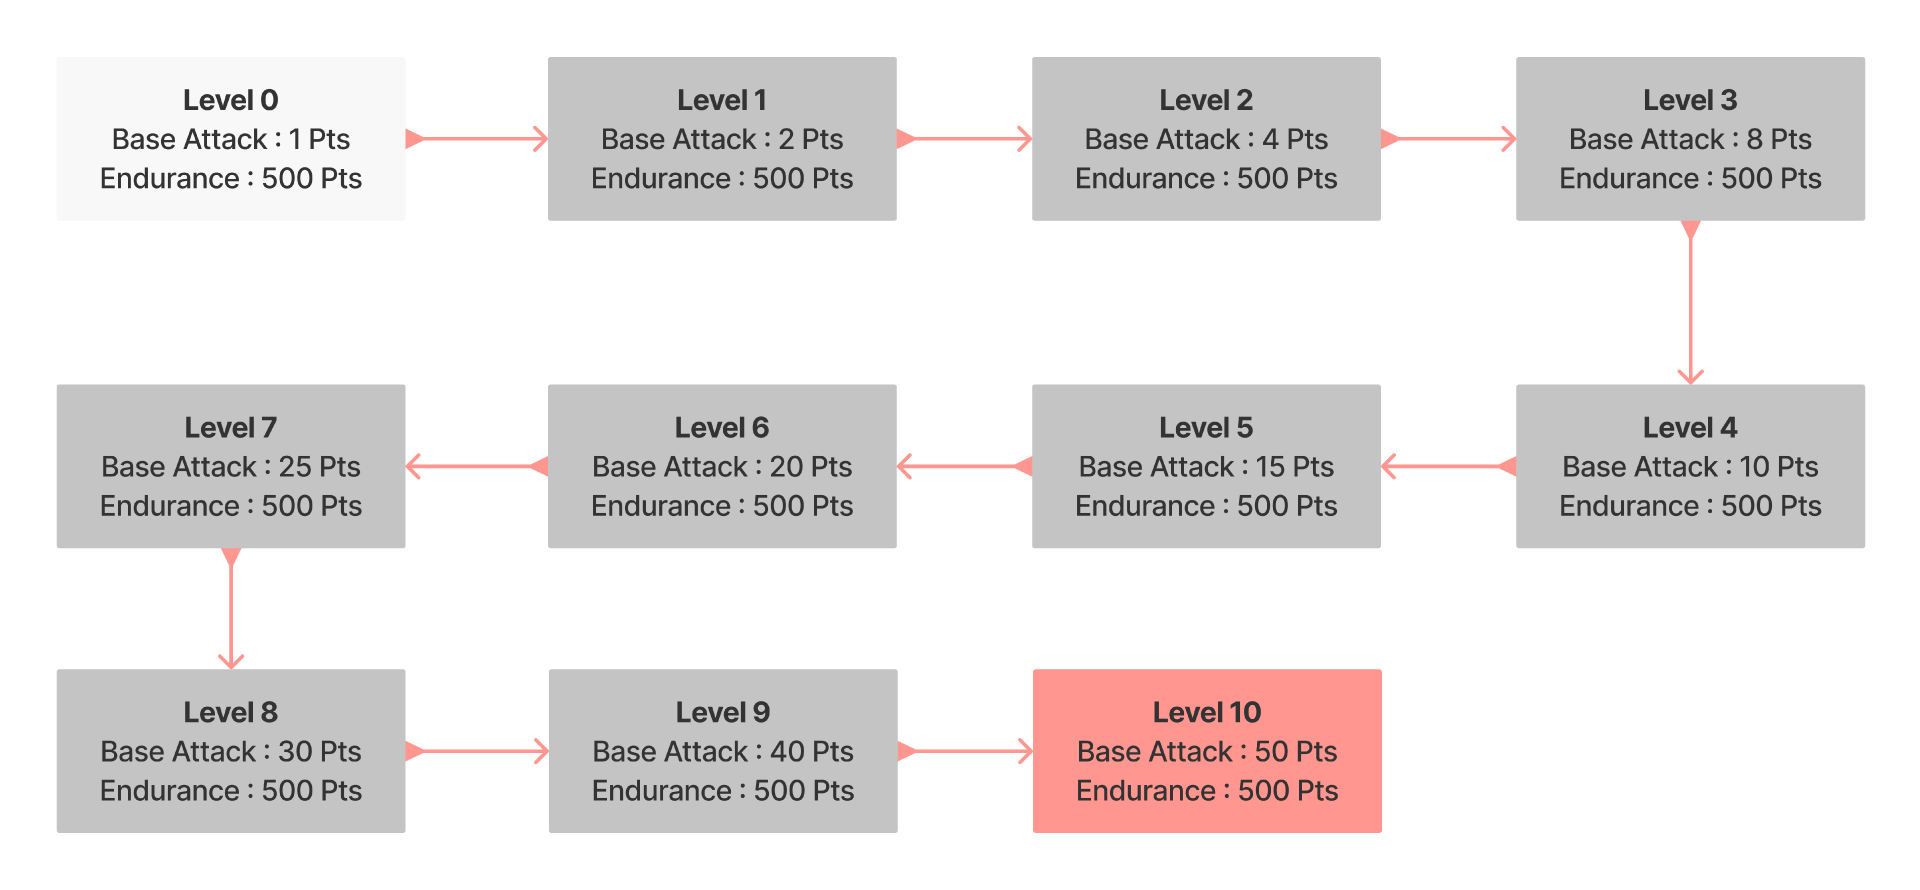 Level 0
Base Attack : 1 Pts
Endurance : 500 Pts
Level 1
Base Attack : 2 Pts
Endurance : 500 Pts
Level 2
Base Attack : 4 Pts
Endurance : 500 Pts
Level 3
Base Attack : 8 Pts
Endurance : 500 Pts
Level 4
Base Attack : 10 Pts
Endurance : 500 Pts
Level 5
Base Attack : 15 Pts
Endurance : 500 Pts
Level 6
Base Attack : 20 Pts
Endurance : 500 Pts
Level 7
Base Attack : 25 Pts
Endurance : 500 Pts
Level 8
Base Attack : 30 Pts
Endurance : 500 Pts
Level 9
Base Attack : 40 Pts
Endurance : 500 Pts
Level 10
Base Attack : 50 Pts
Endurance : 500 Pts